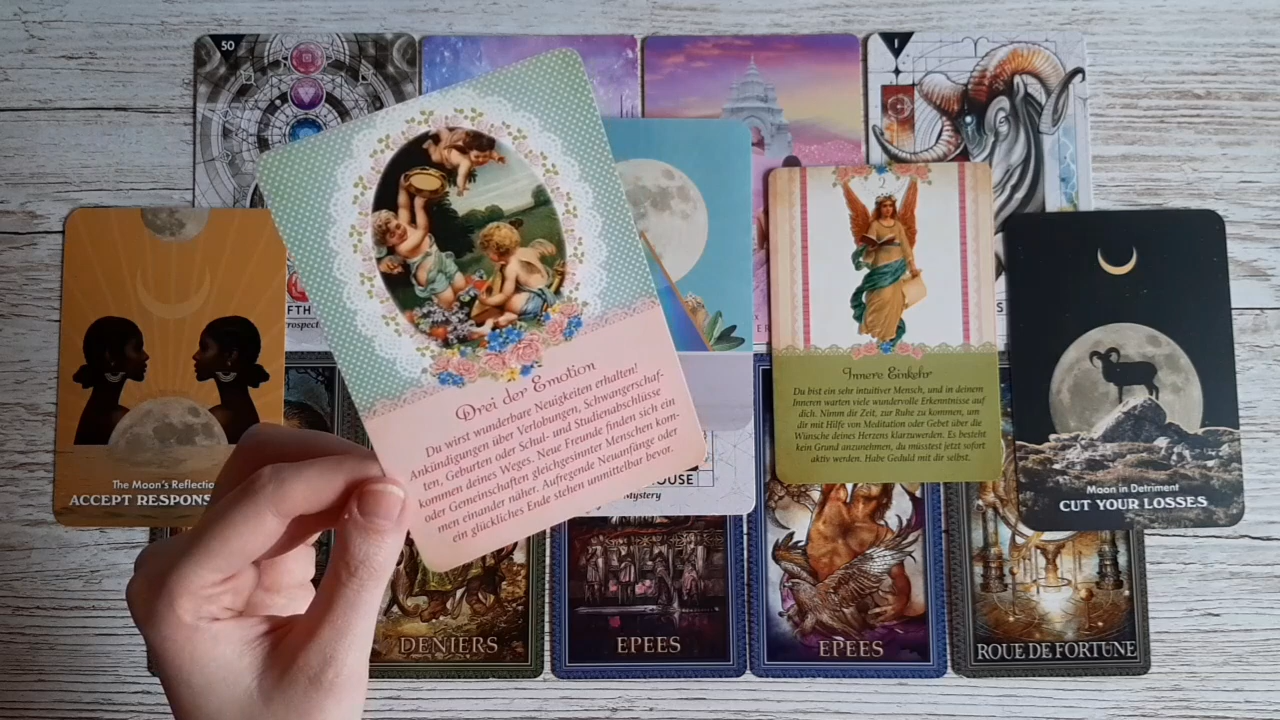 50
I
FIFTH
Drei der Emotion
Du wirst wunderbare Neuigkeiten erhalten!
Ankündigungen über Verlobungen, Schwangerschaf-
ten, Geburten oder Schul- und Studienabschlüsse
kommen deines Weges. Neue Freunde finden sich ein
oder Gemeinschaften gleichgesinnter Menschen kom-
men einander näher. Aufregende Neuanfänge oder
ein glückliches Ende stehen unmittelbar bevor.
2
Innere Einkehr
Du bist ein sehr intuitiver Mensch, und in deinem
Inneren warten viele wundervolle Erkenntnisse auf
dich. Nimm dir Zeit, zur Ruhe zu kommen, um
dir mit Hilfe von Meditation oder Gebet über die
Wünsche deines Herzens klarzuwerden. Es besteht
kein Grund anzunehmen, du müsstest jetzt sofort
aktiv werden. Habe Geduld mit dir selbst.
The Moon's Reflection
ACCEPT RESPONS
HOUSE
Mystery
Moon in Detriment
CUT YOUR LOSSES
DENIERS
EPEES
EPEES
ROUE DE FORTUNE